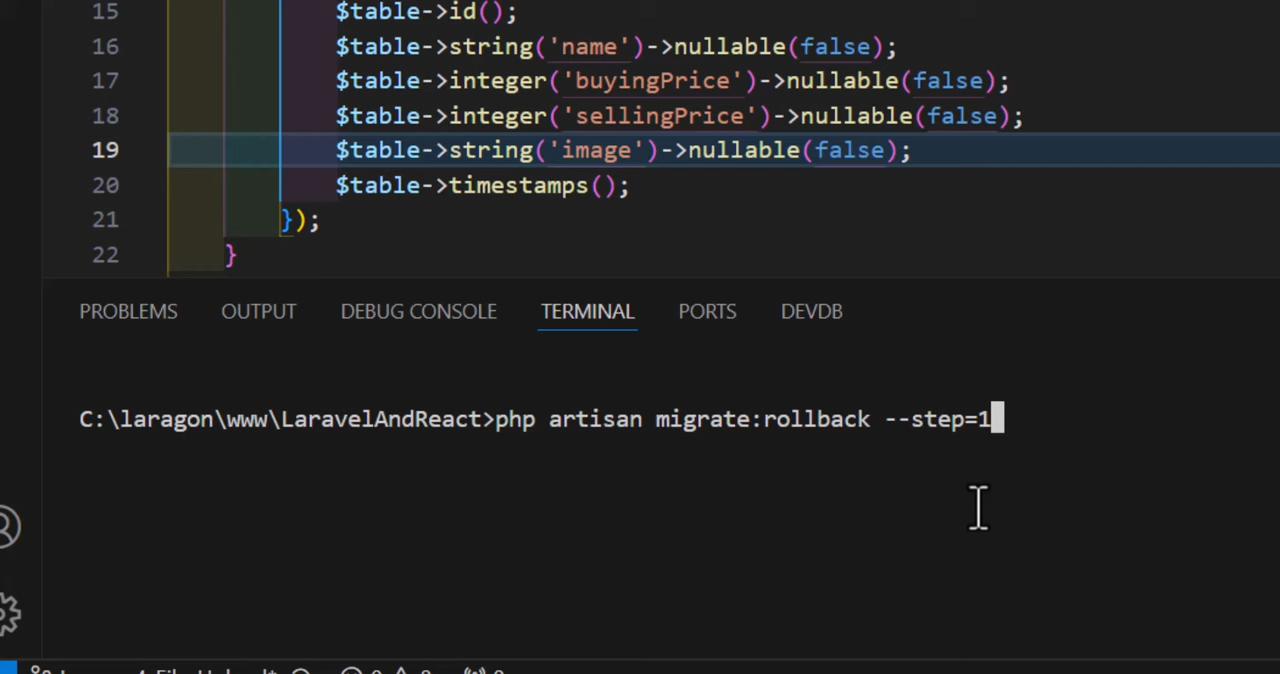 15 $table->id();
16 $table->string('name')->nullable(false);
17 $table->integer('buyingPrice')->nullable(false);
18 $table->integer('sellingPrice')->nullable(false);
19 $table->string('image')->nullable(false);
20 $table->timestamps();
21 });
22 }
PROBLEMS OUTPUT DEBUG CONSOLE TERMINAL PORTS DEVDB
C:\laragon\www\LaravelAndReact>php artisan migrate:rollback --step=1